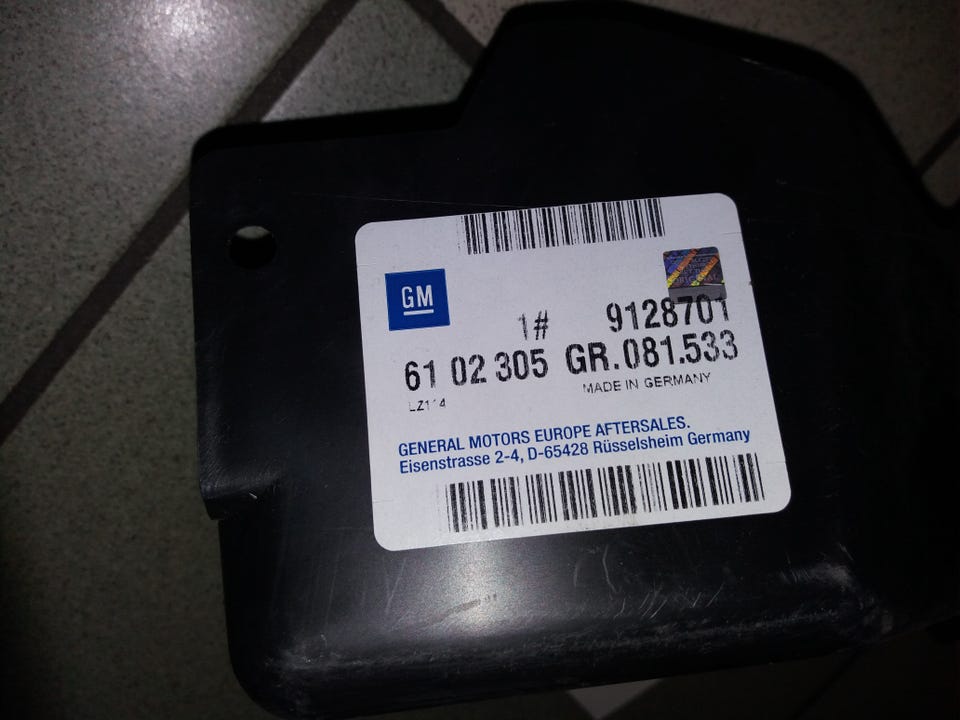 GM
1# 9128701
61 02 305 GR.081.533
MADE IN GERMANY
GENERAL MOTORS EUROPE AFTERSALES.
Eisenstrasse 2-4, D-65428 Rüsselsheim Germany